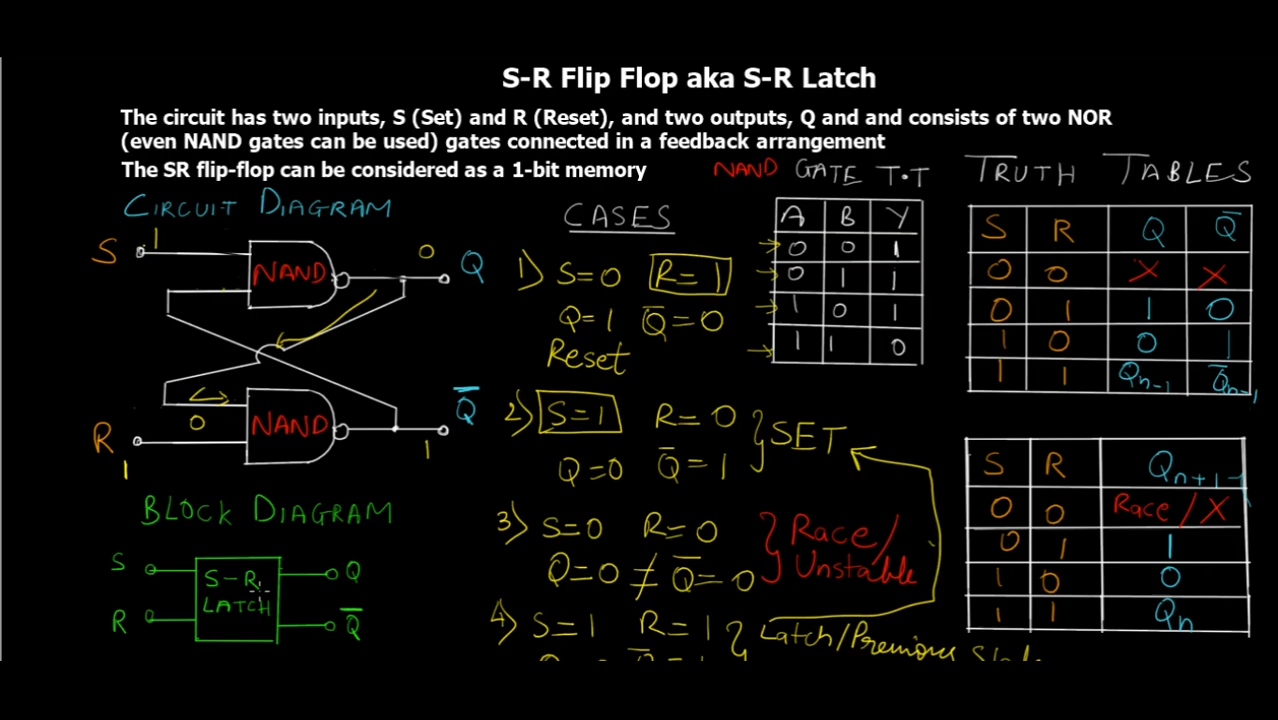 S-R Flip Flop aka S-R Latch
The circuit has two inputs, S (Set) and R (Reset), and two outputs, Q and and consists of two NOR
(even NAND gates can be used) gates connected in a feedback arrangement
The SR flip-flop can be considered as a 1-bit memory
CIRCUIT DIAGRAM
S 1 NAND 0 Q
0 NAND Q̅
R 1 1
BLOCK DIAGRAM
S Q
S-R
LATCH
R Q̅
CASES
1) S=0 R=1
Q=1 Q̅=0
Reset
2) S=1 R=0
Q=0 Q̅=1
} SET
3) S=0 R=0
Q=0 ≠ Q̅=0
} Race/
Unstable
4) S=1 R=1 } Latch/Previous
NAND GATE T.T
A B Y
0 0 1
0 1 1
1 0 1
1 1 0
TRUTH TABLES
S R Q Q̅
0 0 X X
0 1 1 0
1 0 0 1
1 1 Qn-1 Q̅n-1
S R Qn+1
0 0 Race/X
0 1 1
1 0 0
1 1 Qn